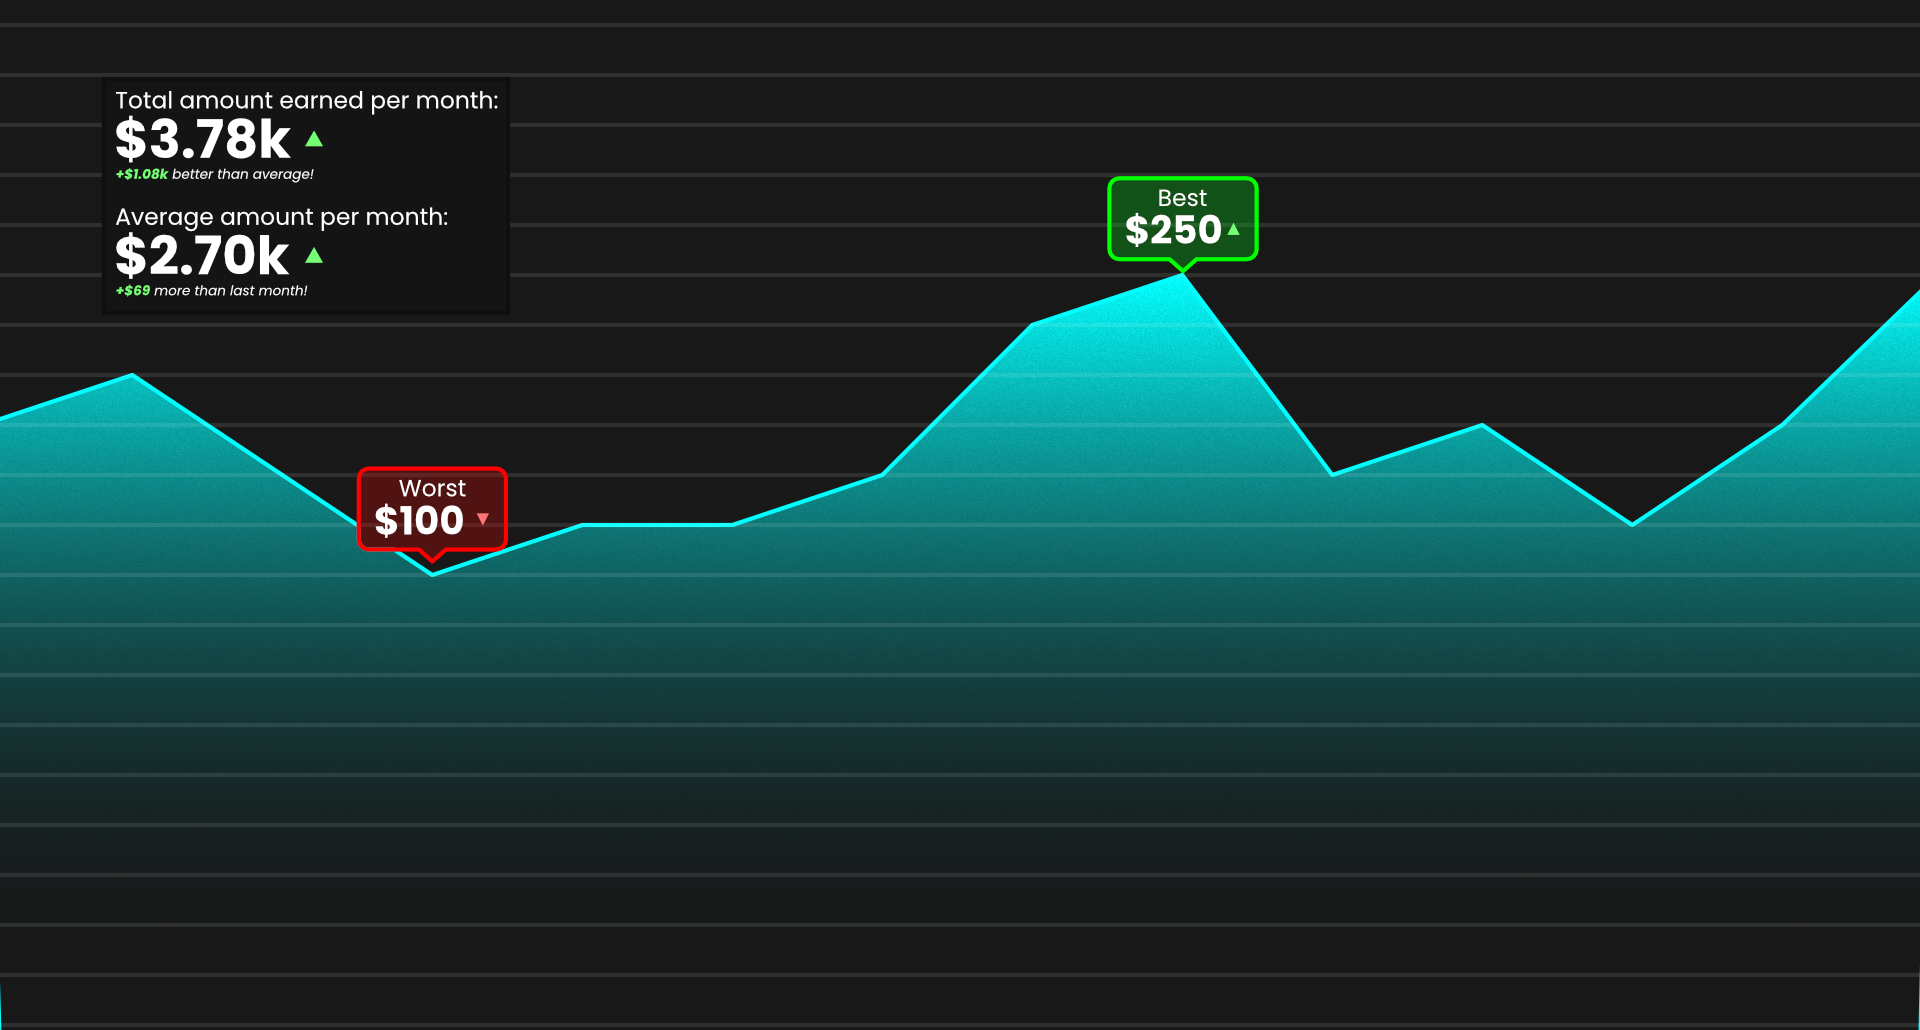 Total amount earned per month:
$3.78k ▲
+$1.08k better than average!
Average amount per month:
$2.70k ▲
+$69 more than last month!
Best
$250 ▲
Worst
$100 ▼